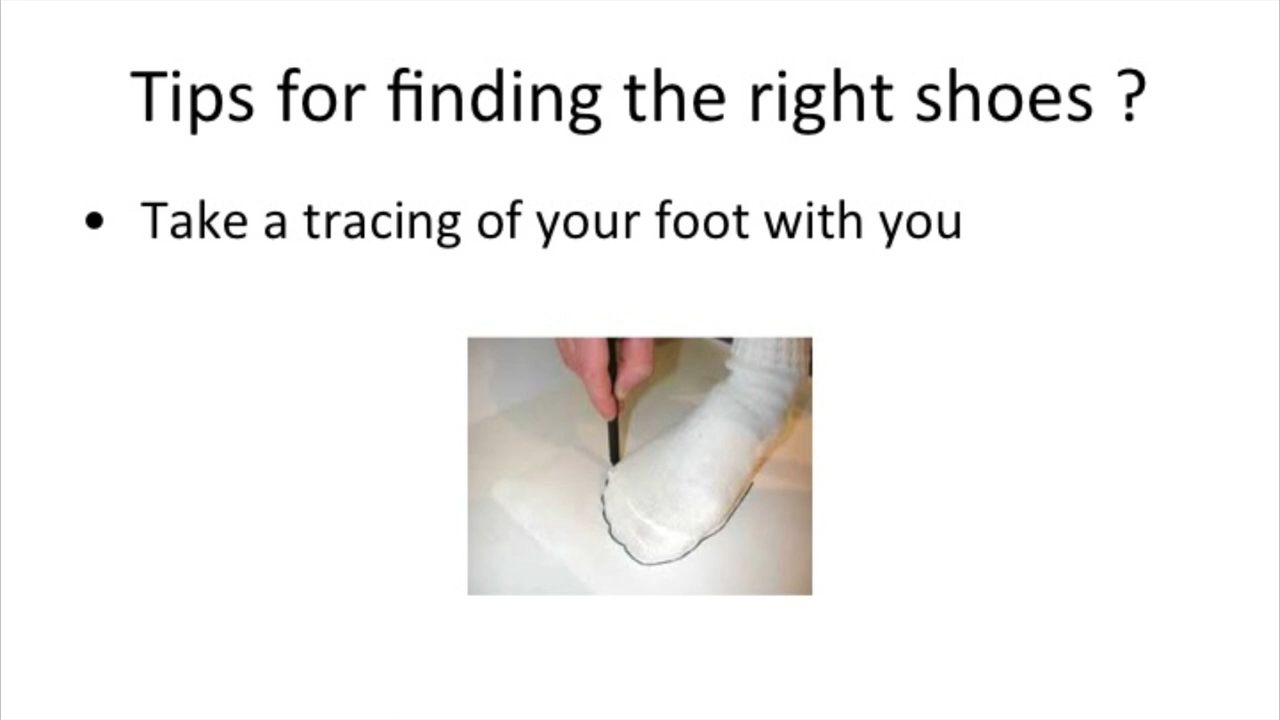 Tips for finding the right shoes ?
• Take a tracing of your foot with you